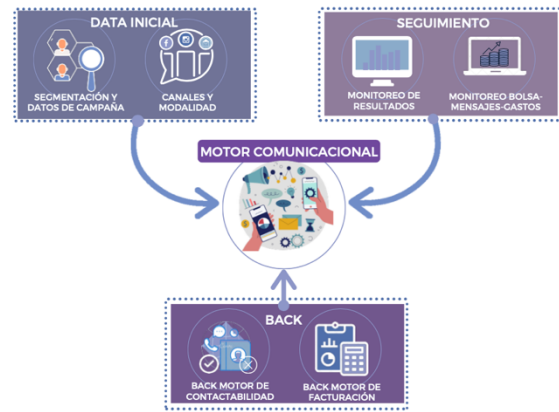 DATA INICIAL
SEGMENTACIÓN Y
DATOS DE CAMPAÑA
CANALES Y
MODALIDAD
SEGUIMIENTO
MONITOREO DE
RESULTADOS
MONITOREO BOLSA-
MENSAJES-GASTOS
MOTOR COMUNICACIONAL
BACK
BACK MOTOR DE
CONTACTABILIDAD
BACK MOTOR DE
FACTURACIÓN